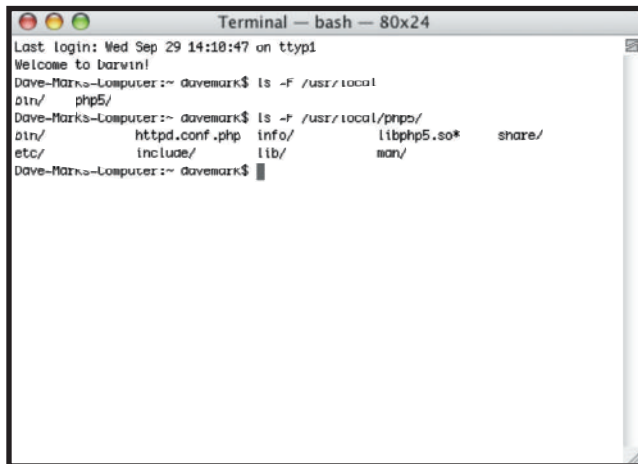 Terminal — bash — 80x24
Last login: Wed Sep 29 14:10:47 on ttyp1
Welcome to Darwin!
Dave-Marks-Computer:~ davemark$ ls -F /usr/local
bin/ php5/
Dave-Marks-Computer:~ davemark$ ls -F /usr/local/php5/
bin/ httpd.conf.php info/ libphp5.so* share/
etc/ include/ lib/ man/
Dave-Marks-Computer:~ davemark$